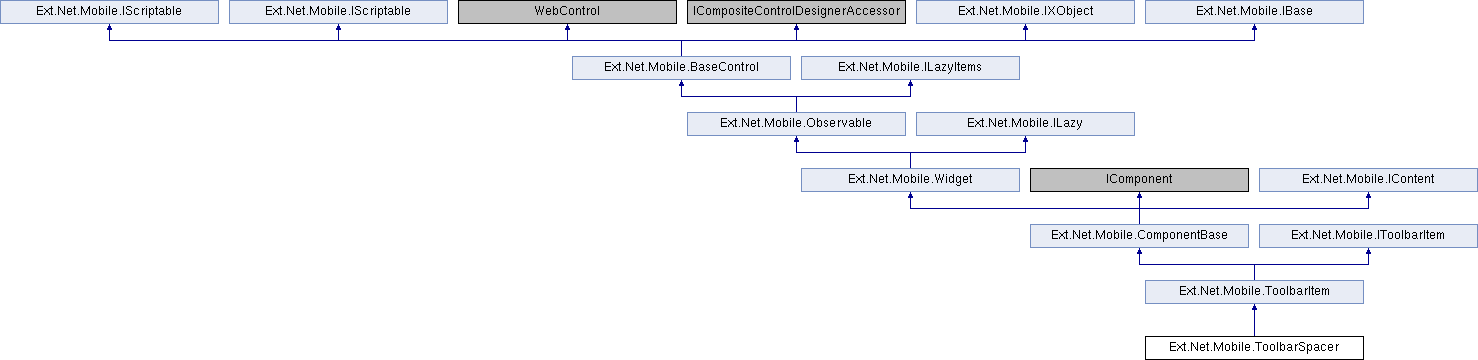 Ext.Net.Mobile.IScriptable
Ext.Net.Mobile.IScriptable
WebControl
ICompositeControlDesignerAccessor
Ext.Net.Mobile.IXObject
Ext.Net.Mobile.IBase
Ext.Net.Mobile.BaseControl
Ext.Net.Mobile.ILazyItems
Ext.Net.Mobile.Observable
Ext.Net.Mobile.ILazy
Ext.Net.Mobile.Widget
IComponent
Ext.Net.Mobile.IContent
Ext.Net.Mobile.ComponentBase
Ext.Net.Mobile.IToolbarItem
Ext.Net.Mobile.ToolbarItem
Ext.Net.Mobile.ToolbarSpacer